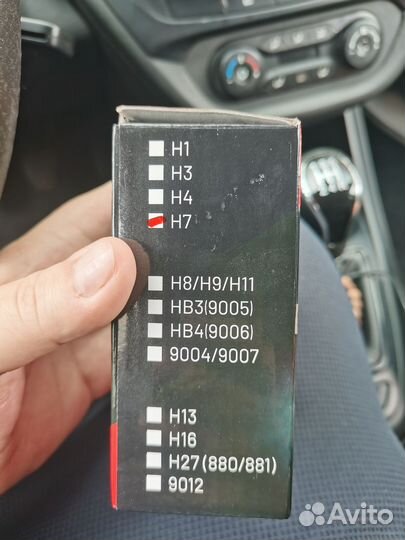 H1
H3
H4
H7
H8/H9/H11
HB3(9005)
HB4(9006)
9004/9007
H13
H16
H27(880/881)
9012
Avito